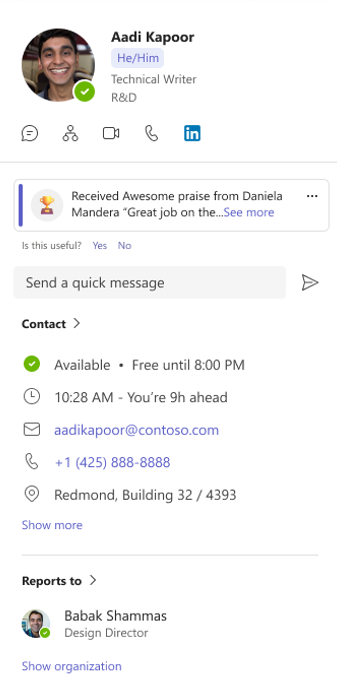 Aadi Kapoor
He/Him
Technical Writer
R&D
in
Received Awesome praise from Daniela
Mandera “Great job on the...See more
Is this useful? Yes No
Send a quick message
Contact
Available • Free until 8:00 PM
10:28 AM - You’re 9h ahead
aadikapoor@contoso.com
+1 (425) 888-8888
Redmond, Building 32 / 4393
Show more
Reports to
Babak Shammas
Design Director
Show organization